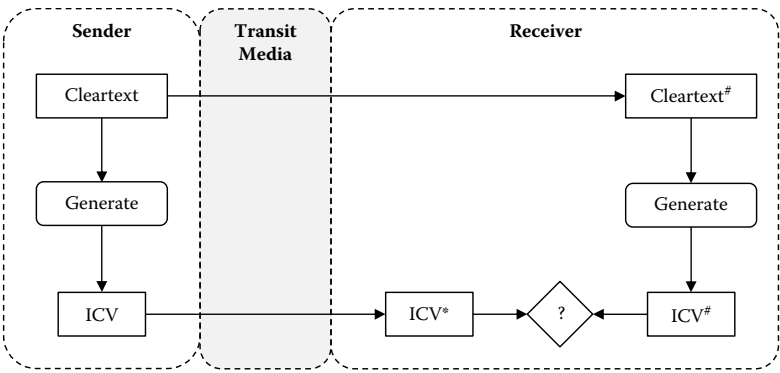 Sender
Transit
Media
Receiver
Cleartext
Cleartext#
Generate
Generate
ICV
ICV*
?
ICV#